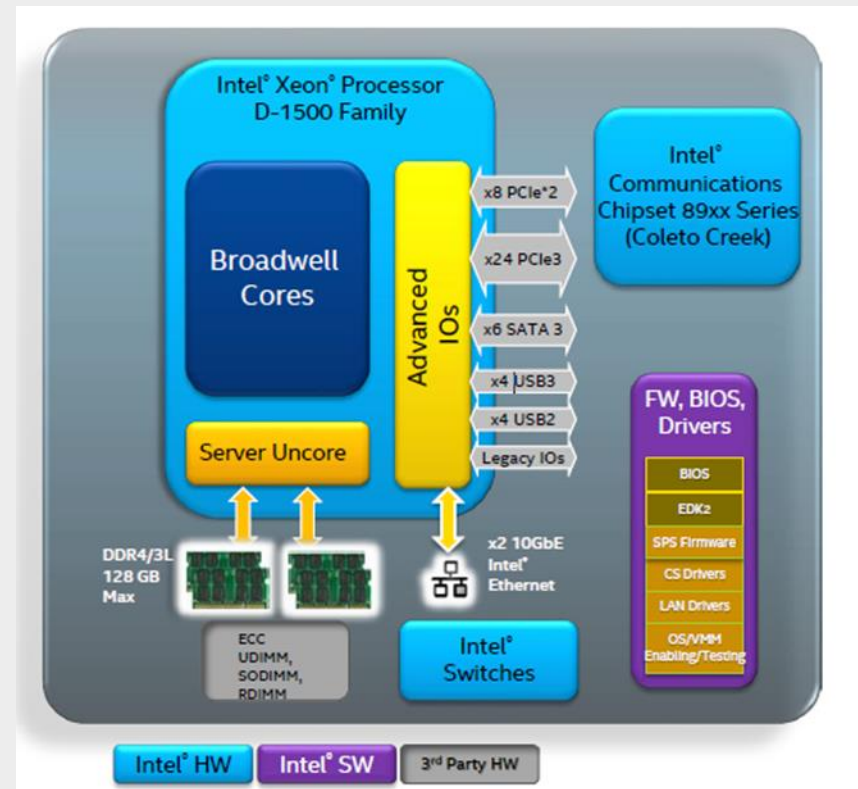 Intel® Xeon® Processor
D-1500 Family
Broadwell
Cores
Advanced
IOs
Server Uncore
x8 PCIe*2
x24 PCIe3
x6 SATA 3
x4 USB3
x4 USB2
Legacy IOs
Intel®
Communications
Chipset 89xx Series
(Coleto Creek)
FW, BIOS,
Drivers
BIOS
EDK2
SPS Firmware
CS Drivers
LAN Drivers
OS/VMM
Enabling/Testing
DDR4/3L
128 GB
Max
x2 10GbE
Intel®
Ethernet
ECC
UDIMM,
SODIMM,
RDIMM
Intel®
Switches
Intel® HW
Intel® SW
3rd Party HW